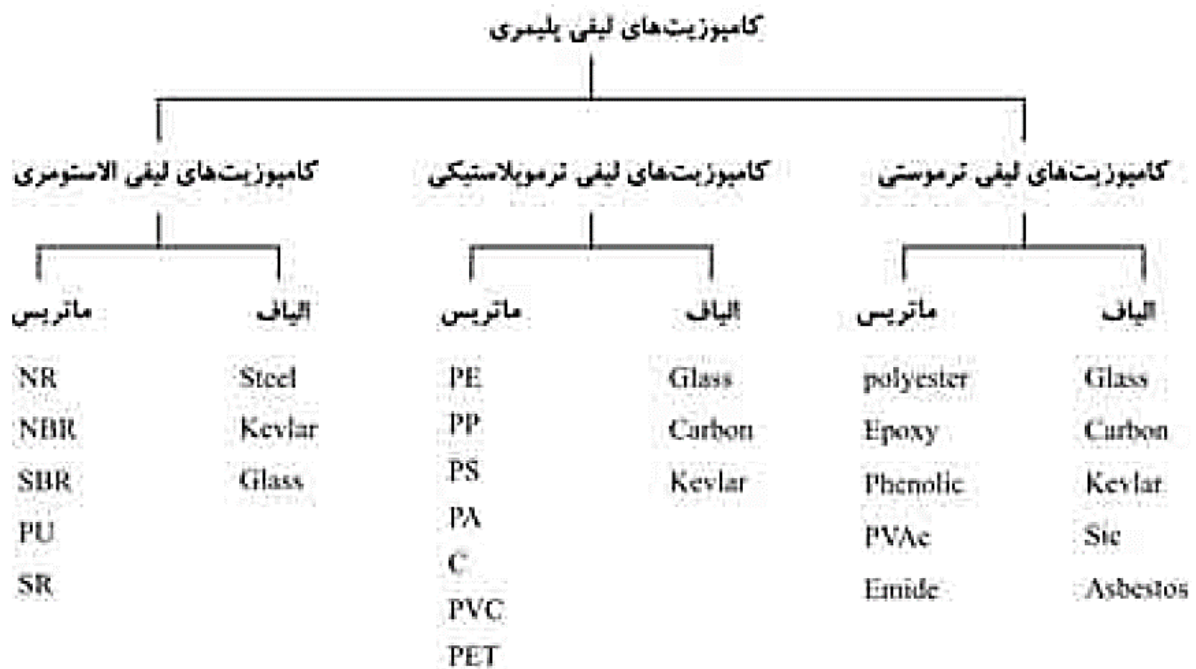 کامپوزیت‌های لیفی پلیمری
کامپوزیت‌های لیفی ترموستی
الیاف
Glass
Carbon
Kevlar
Sic
Asbestos
ماتریس
polyester
Epoxy
Phenolic
PVAc
Emide
کامپوزیت‌های لیفی ترموپلاستیکی
الیاف
Glass
Carbon
Kevlar
ماتریس
PE
PP
PS
PA
C
PVC
PET
کامپوزیت‌های لیفی الاستومری
الیاف
Steel
Kevlar
Glass
ماتریس
NR
NBR
SBR
PU
SR